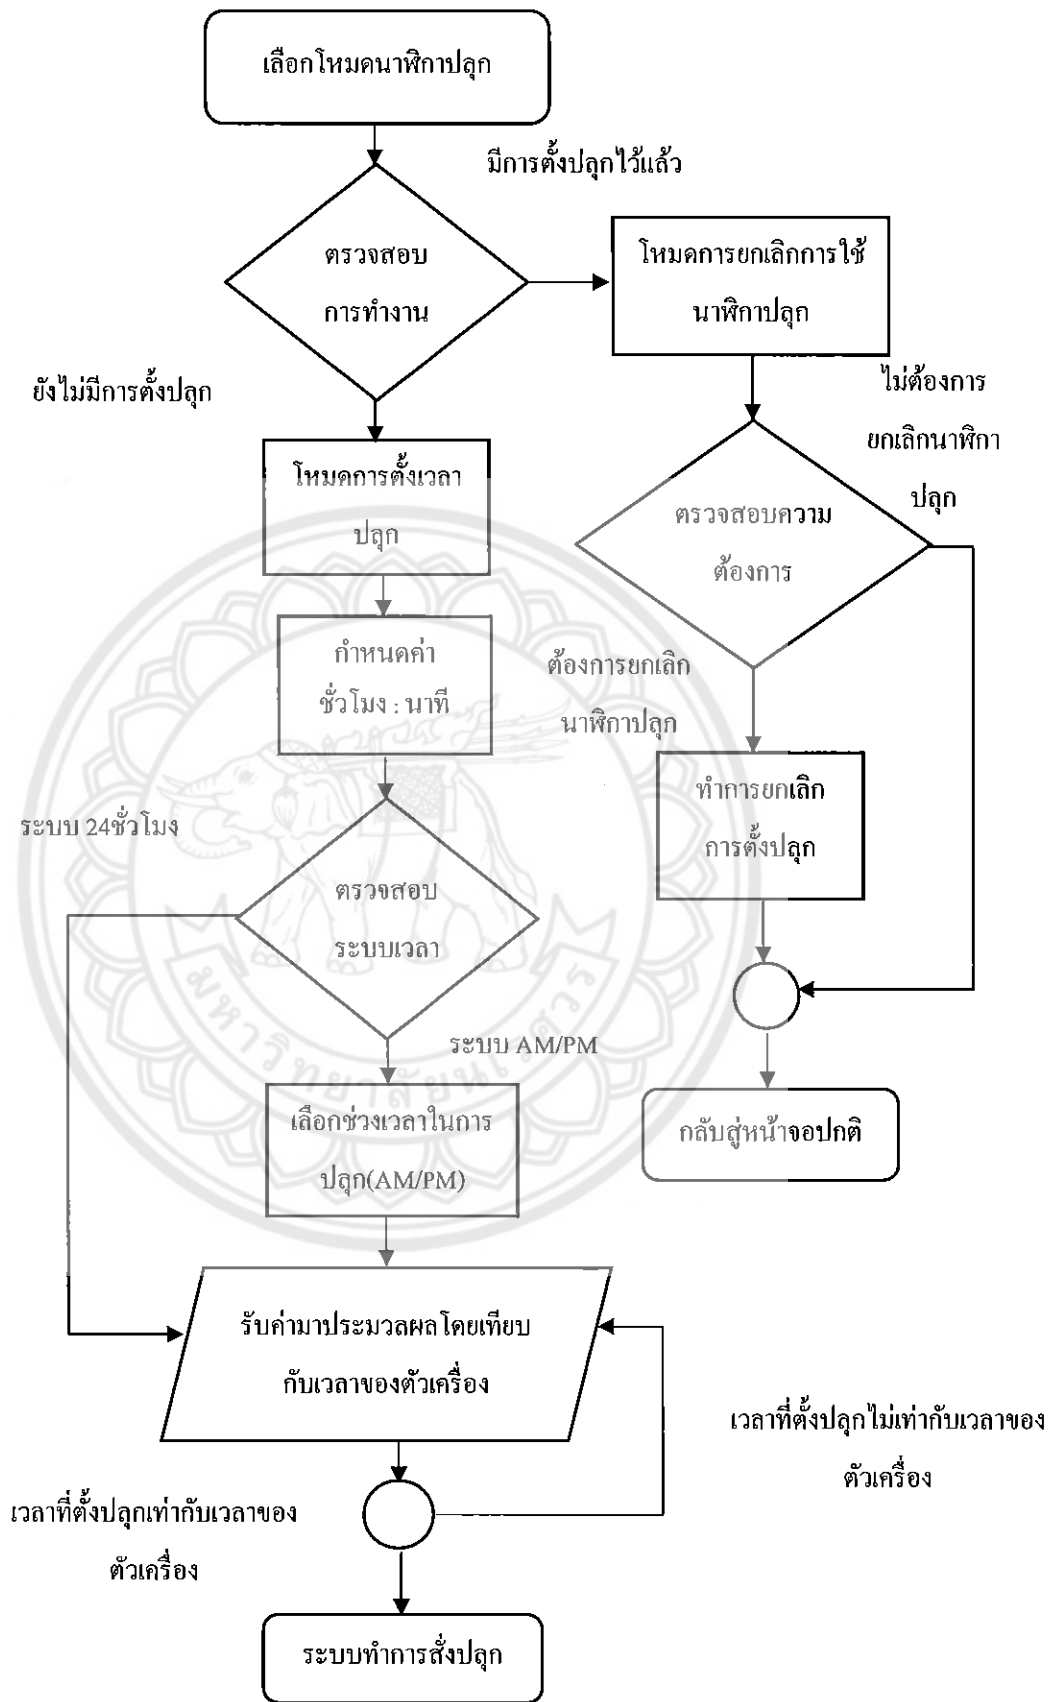 เลือกโหมดนาฬิกาปลุก
มีการตั้งปลุกไว้แล้ว
ตรวจสอบ
การทำงาน
โหมดการยกเลิกการใช้
นาฬิกาปลุก
ยังไม่มีการตั้งปลุก
ไม่ต้องการ
ยกเลิกนาฬิกา
ปลุก
โหมดการตั้งเวลา
ปลุก
ตรวจสอบความ
ต้องการ
กำหนดค่า
ชั่วโมง : นาที
ต้องการยกเลิก
นาฬิกาปลุก
ทำการยกเลิก
การตั้งปลุก
ระบบ 24ชั่วโมง
ตรวจสอบ
ระบบเวลา
มหาวิทยาลัยนเรศวร
ระบบ AM/PM
เลือกช่วงเวลาในการ
ปลุก(AM/PM)
กลับสู่หน้าจอปกติ
รับค่ามาประมวลผลโดยเทียบ
กับเวลาของตัวเครื่อง
เวลาที่ตั้งปลุกไม่เท่ากับเวลาของ
ตัวเครื่อง
เวลาที่ตั้งปลุกเท่ากับเวลาของ
ตัวเครื่อง
ระบบทำการสั่งปลุก